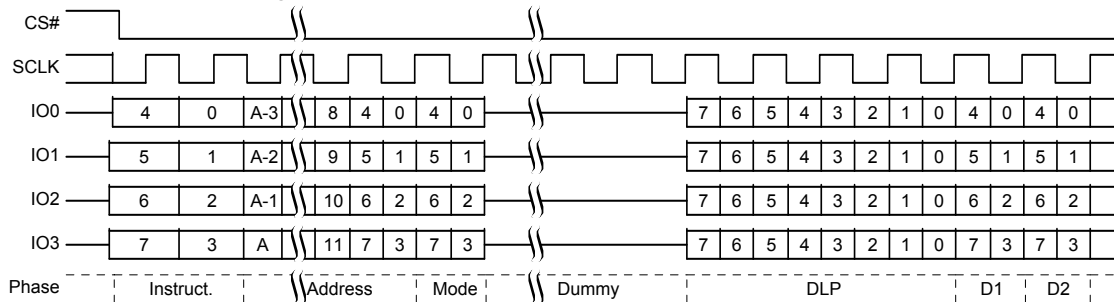 CS#
SCLK
IO0 4 0 A-3 8 4 0 4 0 7 6 5 4 3 2 1 0 4 0 4 0
IO1 5 1 A-2 9 5 1 5 1 7 6 5 4 3 2 1 0 5 1 5 1
IO2 6 2 A-1 10 6 2 6 2 7 6 5 4 3 2 1 0 6 2 6 2
IO3 7 3 A 11 7 3 7 3 7 6 5 4 3 2 1 0 7 3 7 3
Phase Instruct. Address Mode Dummy DLP D1 D2